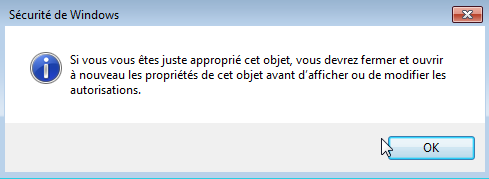 Sécurité de Windows
Si vous vous êtes juste approprié cet objet, vous devrez fermer et ouvrir
à nouveau les propriétés de cet objet avant d'afficher ou de modifier les
autorisations.
OK